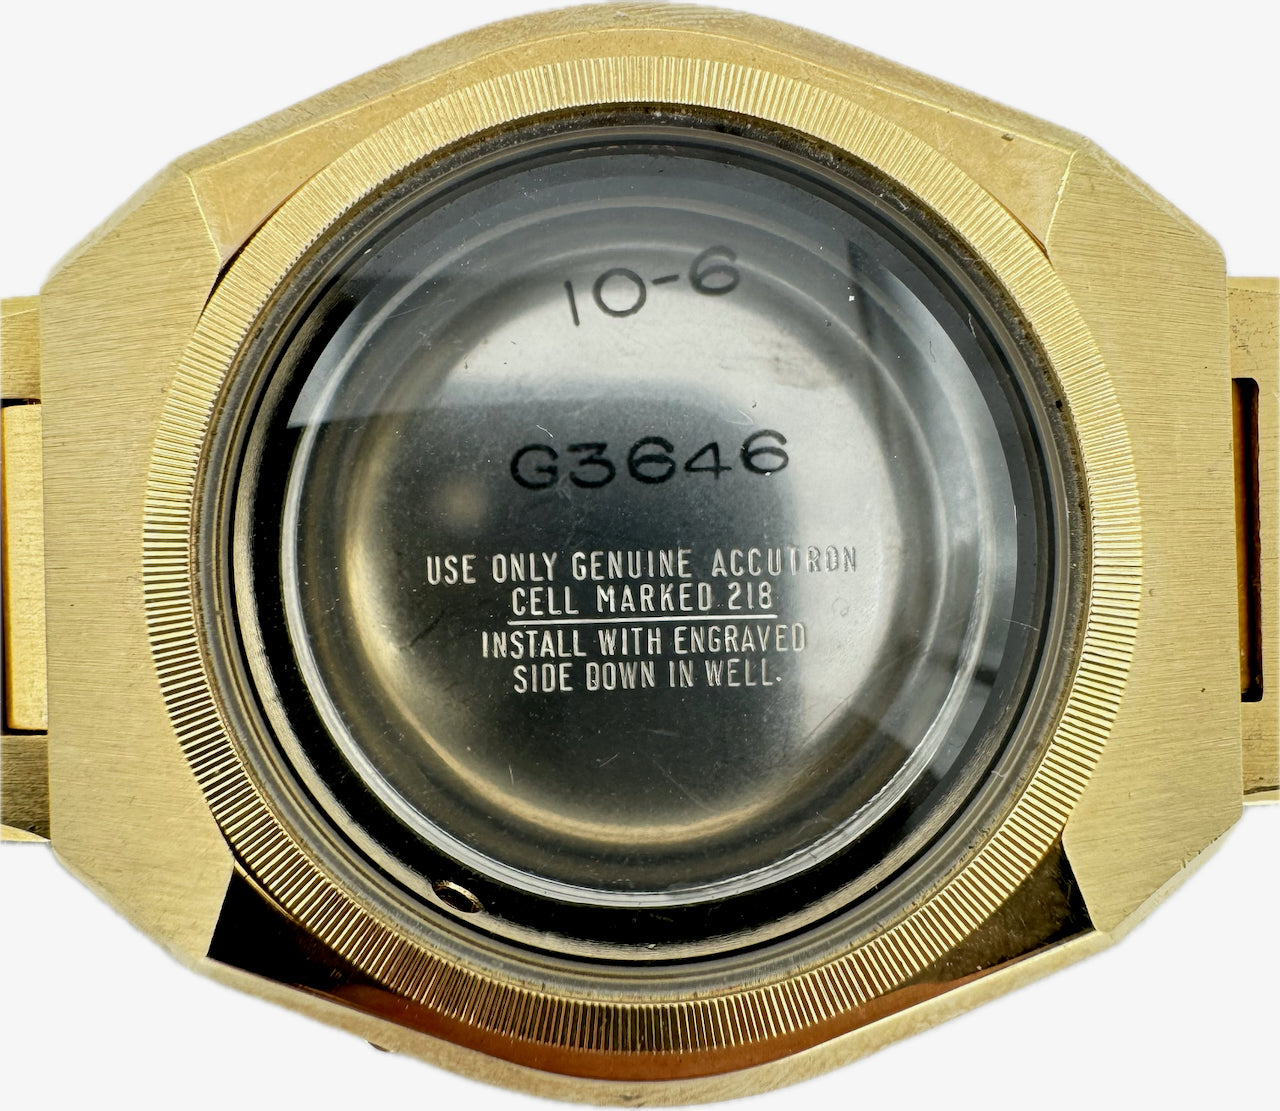 10-6
G3646
USE ONLY GENUINE ACCUTRON
CELL MARKED 218
INSTALL WITH ENGRAVED
SIDE DOWN IN WELL.